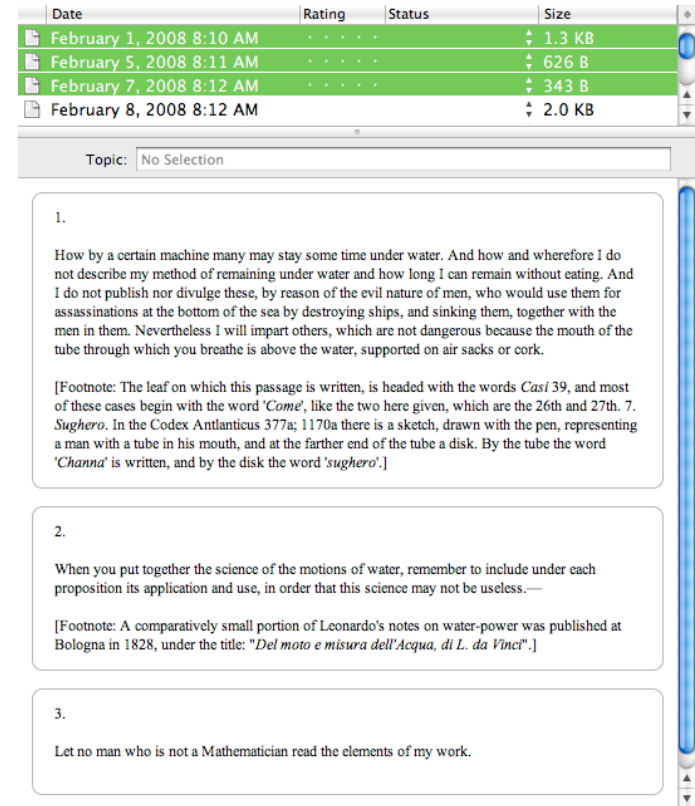 Date Rating Status Size
February 1, 2008 8:10 AM 1.3 KB
February 5, 2008 8:11 AM 626 B
February 7, 2008 8:12 AM 343 B
February 8, 2008 8:12 AM 2.0 KB
Topic: No Selection
1.
How by a certain machine many may stay some time under water. And how and wherefore I do
not describe my method of remaining under water and how long I can remain without eating. And
I do not publish nor divulge these, by reason of the evil nature of men, who would use them for
assassinations at the bottom of the sea by destroying ships, and sinking them, together with the
men in them. Nevertheless I will impart others, which are not dangerous because the mouth of the
tube through which you breathe is above the water, supported on air sacks or cork.
[Footnote: The leaf on which this passage is written, is headed with the words Casi 39, and most
of these cases begin with the word 'Come', like the two here given, which are the 26th and 27th. 7.
Sughero. In the Codex Antlanticus 377a; 1170a there is a sketch, drawn with the pen, representing
a man with a tube in his mouth, and at the farther end of the tube a disk. By the tube the word
'Channa' is written, and by the disk the word 'sughero'.]
2.
When you put together the science of the motions of water, remember to include under each
proposition its application and use, in order that this science may not be useless.—
[Footnote: A comparatively small portion of Leonardo's notes on water-power was published at
Bologna in 1828, under the title: "Del moto e misura dell'Acqua, di L. da Vinci".]
3.
Let no man who is not a Mathematician read the elements of my work.